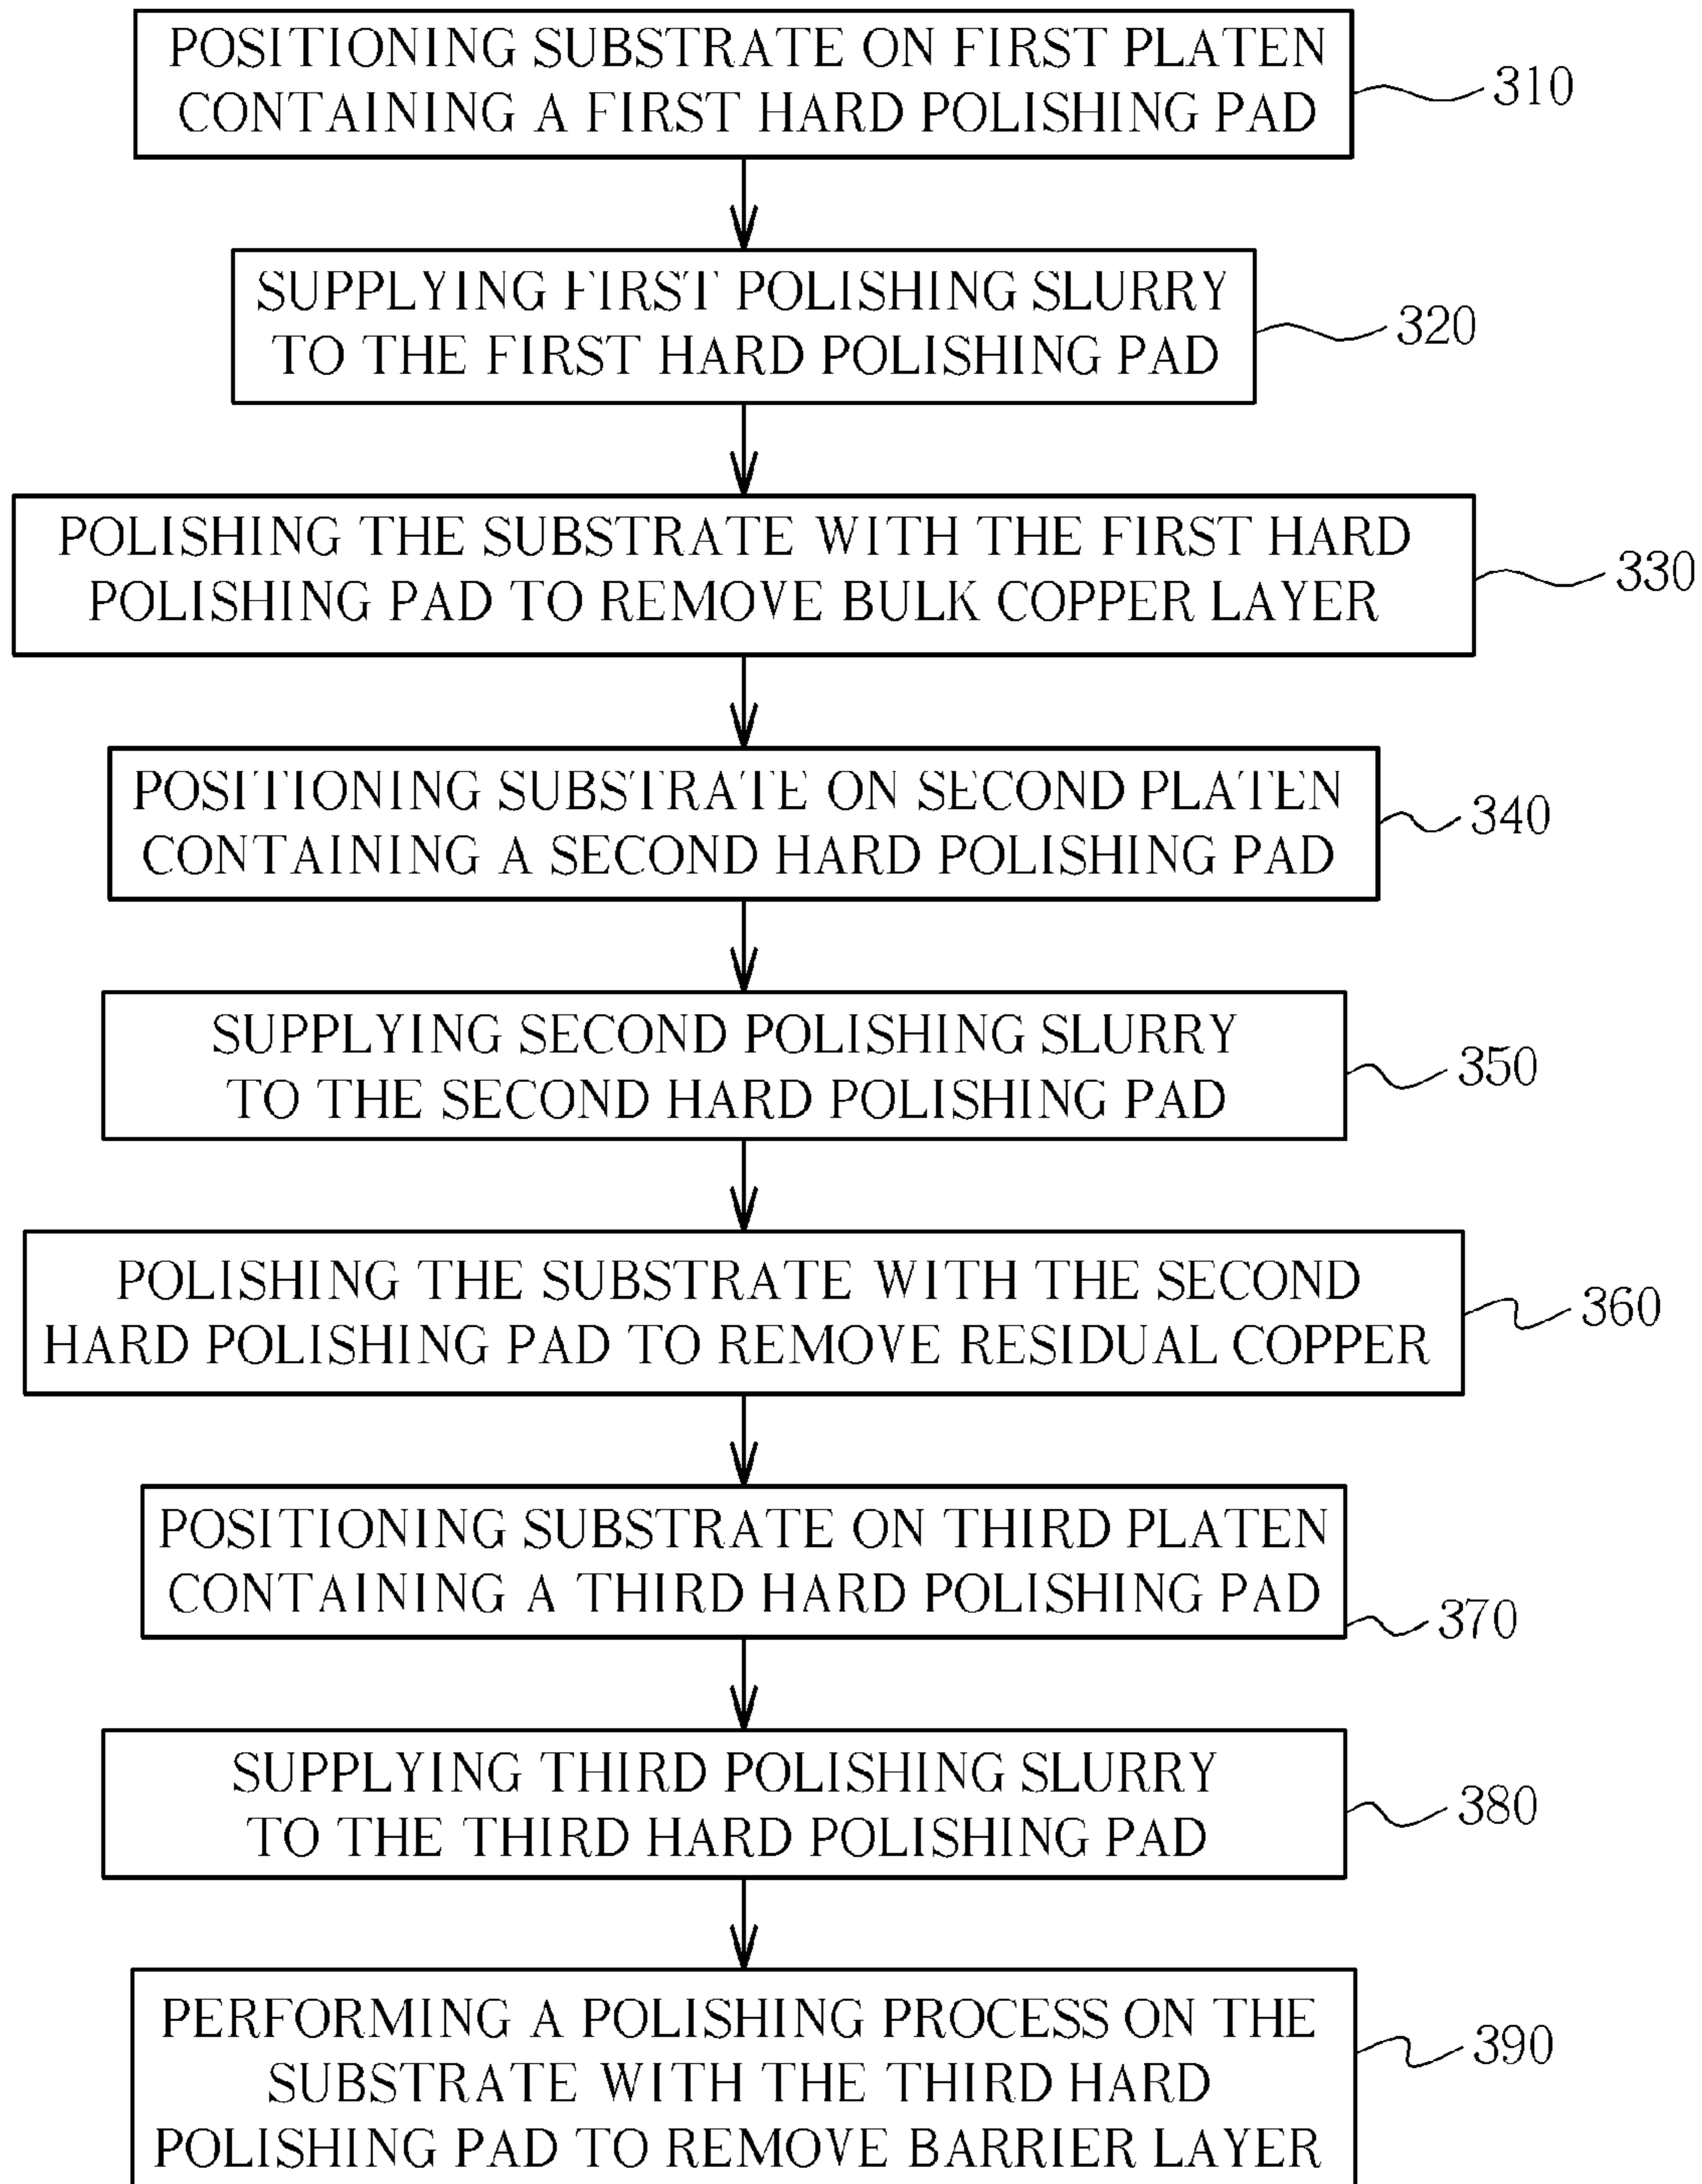 POSITIONING SUBSTRATE ON FIRST PLATEN
CONTAINING A FIRST HARD POLISHING PAD
310
SUPPLYING FIRST POLISHING SLURRY
TO THE FIRST HARD POLISHING PAD
320
POLISHING THE SUBSTRATE WITH THE FIRST HARD
POLISHING PAD TO REMOVE BULK COPPER LAYER
330
POSITIONING SUBSTRATE ON SECOND PLATEN
CONTAINING A SECOND HARD POLISHING PAD
340
SUPPLYING SECOND POLISHING SLURRY
TO THE SECOND HARD POLISHING PAD
350
POLISHING THE SUBSTRATE WITH THE SECOND
HARD POLISHING PAD TO REMOVE RESIDUAL COPPER
360
POSITIONING SUBSTRATE ON THIRD PLATEN
CONTAINING A THIRD HARD POLISHING PAD
370
SUPPLYING THIRD POLISHING SLURRY
TO THE THIRD HARD POLISHING PAD
380
PERFORMING A POLISHING PROCESS ON THE
SUBSTRATE WITH THE THIRD HARD
POLISHING PAD TO REMOVE BARRIER LAYER
390